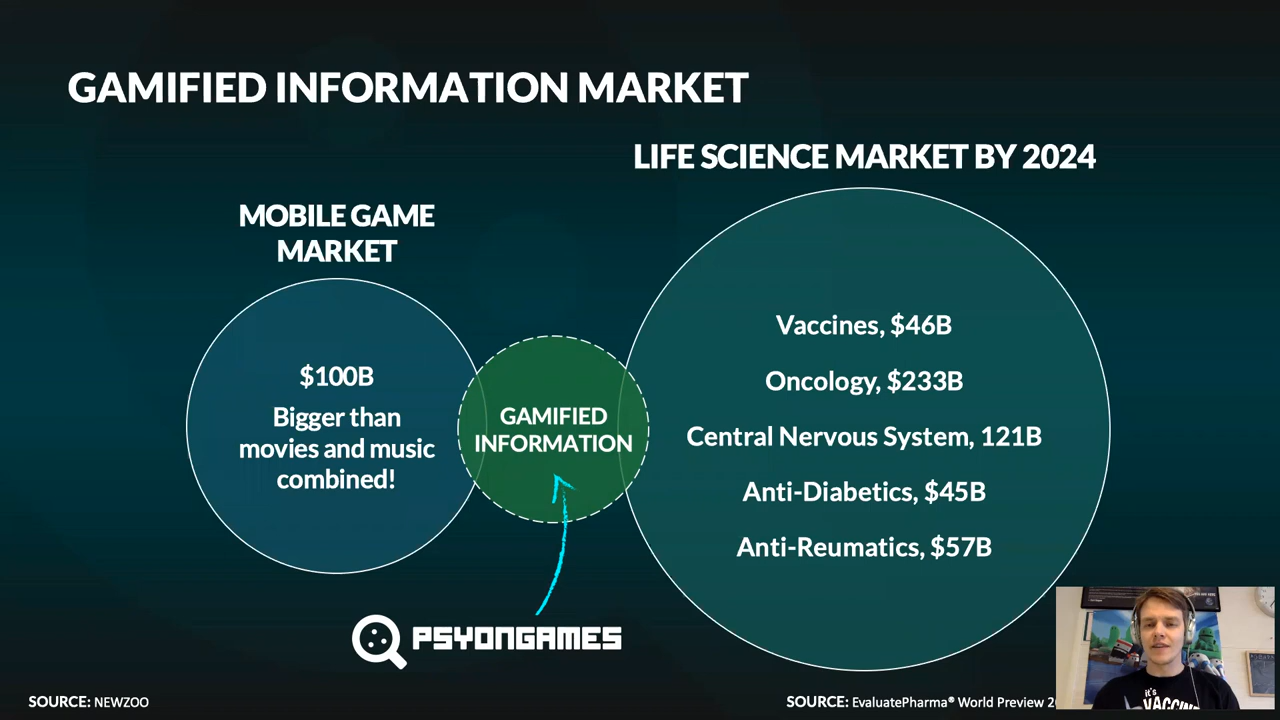 GAMIFIED INFORMATION MARKET
LIFE SCIENCE MARKET BY 2024
MOBILE GAME
MARKET
$100B
Bigger than
movies and music
combined!
GAMIFIED
INFORMATION
Vaccines, $46B
Oncology, $233B
Central Nervous System, 121B
Anti-Diabetics, $45B
Anti-Reumatics, $57B
PSYONGAMES
SOURCE: NEWZOO
SOURCE: EvaluatePharma® World Preview
it's
VACCINE